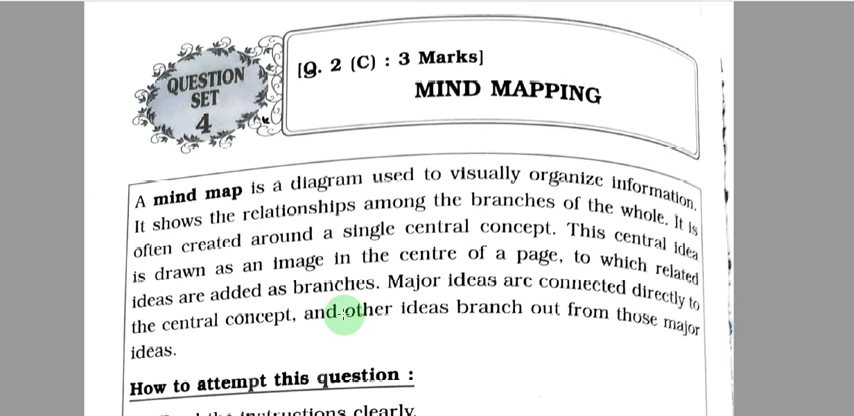 QUESTION
SET
4
[Q. 2 (C) : 3 Marks]
MIND MAPPING
A mind map is a diagram used to visually organize information.
It shows the relationships among the branches of the whole. It is
often created around a single central concept. This central idea
is drawn as an image in the centre of a page, to which related
ideas are added as branches. Major ideas are connected directly to
the central concept, and other ideas branch out from those major
ideas.
How to attempt this question :
the instructions clearly.